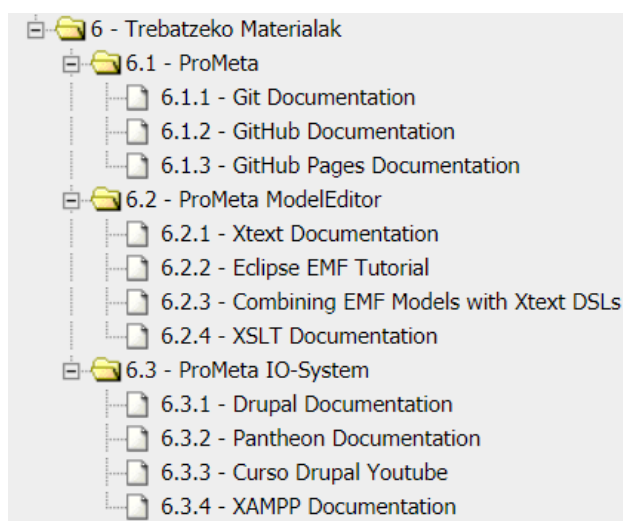 6 - Trebatzeko Materialak
6.1 - ProMeta
6.1.1 - Git Documentation
6.1.2 - GitHub Documentation
6.1.3 - GitHub Pages Documentation
6.2 - ProMeta ModelEditor
6.2.1 - Xtext Documentation
6.2.2 - Eclipse EMF Tutorial
6.2.3 - Combining EMF Models with Xtext DSLs
6.2.4 - XSLT Documentation
6.3 - ProMeta IO-System
6.3.1 - Drupal Documentation
6.3.2 - Pantheon Documentation
6.3.3 - Curso Drupal Youtube
6.3.4 - XAMPP Documentation